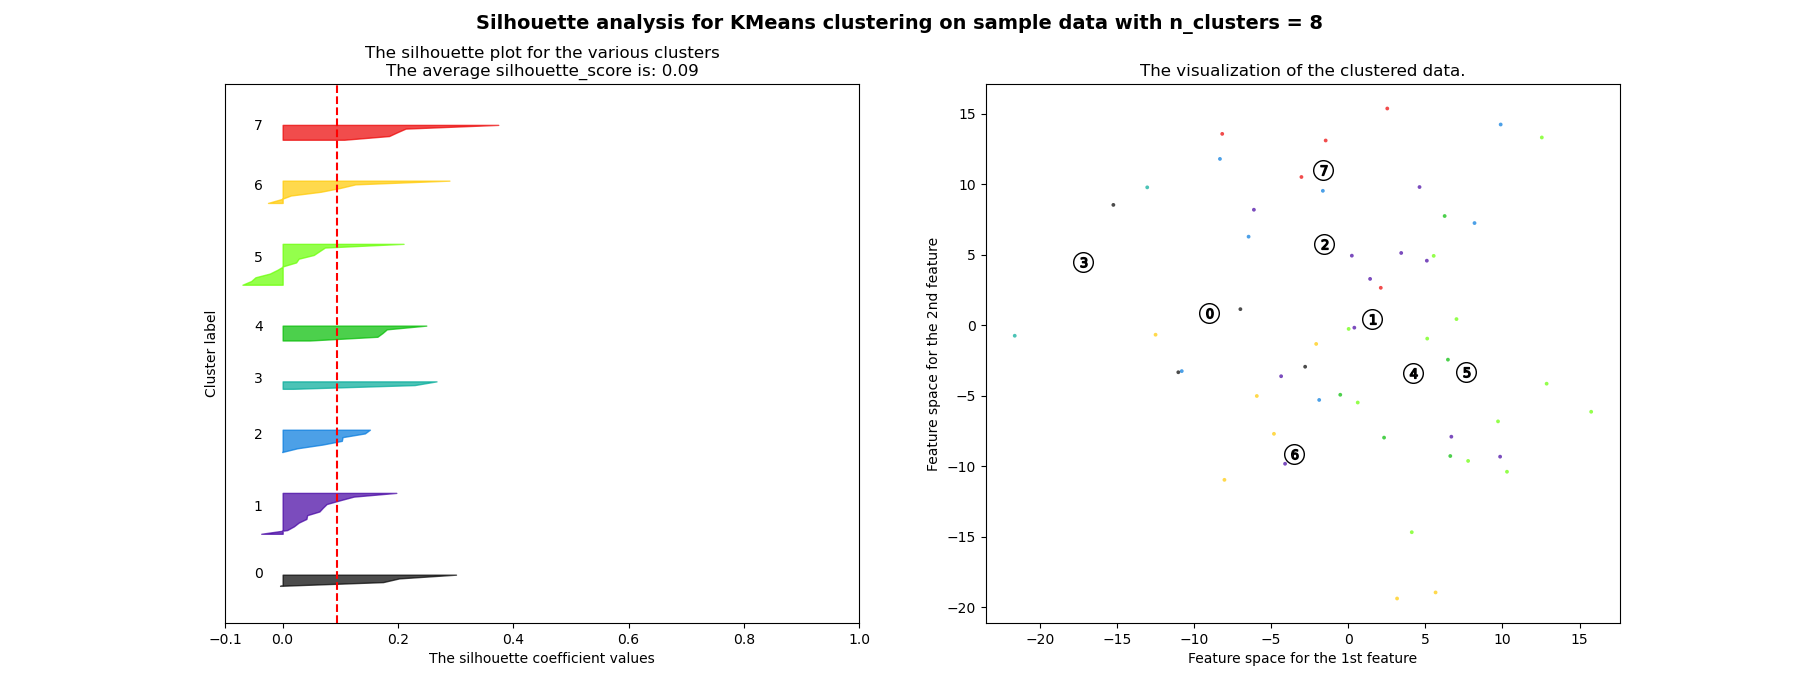 Silhouette analysis for KMeans clustering on sample data with n_clusters = 8
The silhouette plot for the various clusters
The average silhouette_score is: 0.09
7
6
5
4
3
2
1
0
Cluster label
−0.1 0.0 0.2 0.4 0.6 0.8 1.0
The silhouette coefficient values
The visualization of the clustered data.
15
10
5
0
−5
−10
−15
−20
Feature space for the 2nd feature
7
2
3
0
1
4
5
6
−20 −15 −10 −5 0 5 10 15
Feature space for the 1st feature